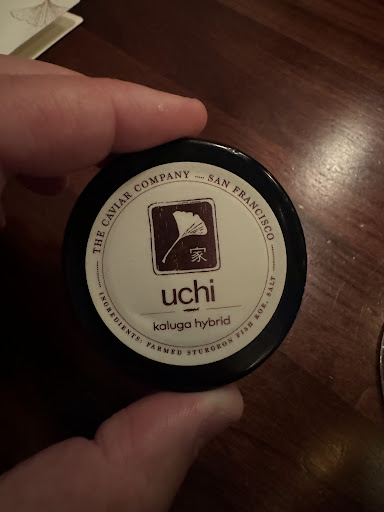 THE CAVIAR COMPANY ····· SAN FRANCISCO
家
uchi
kaluga hybrid
INGREDIENTS: FARMED STURGEON FISH ROE, SALT